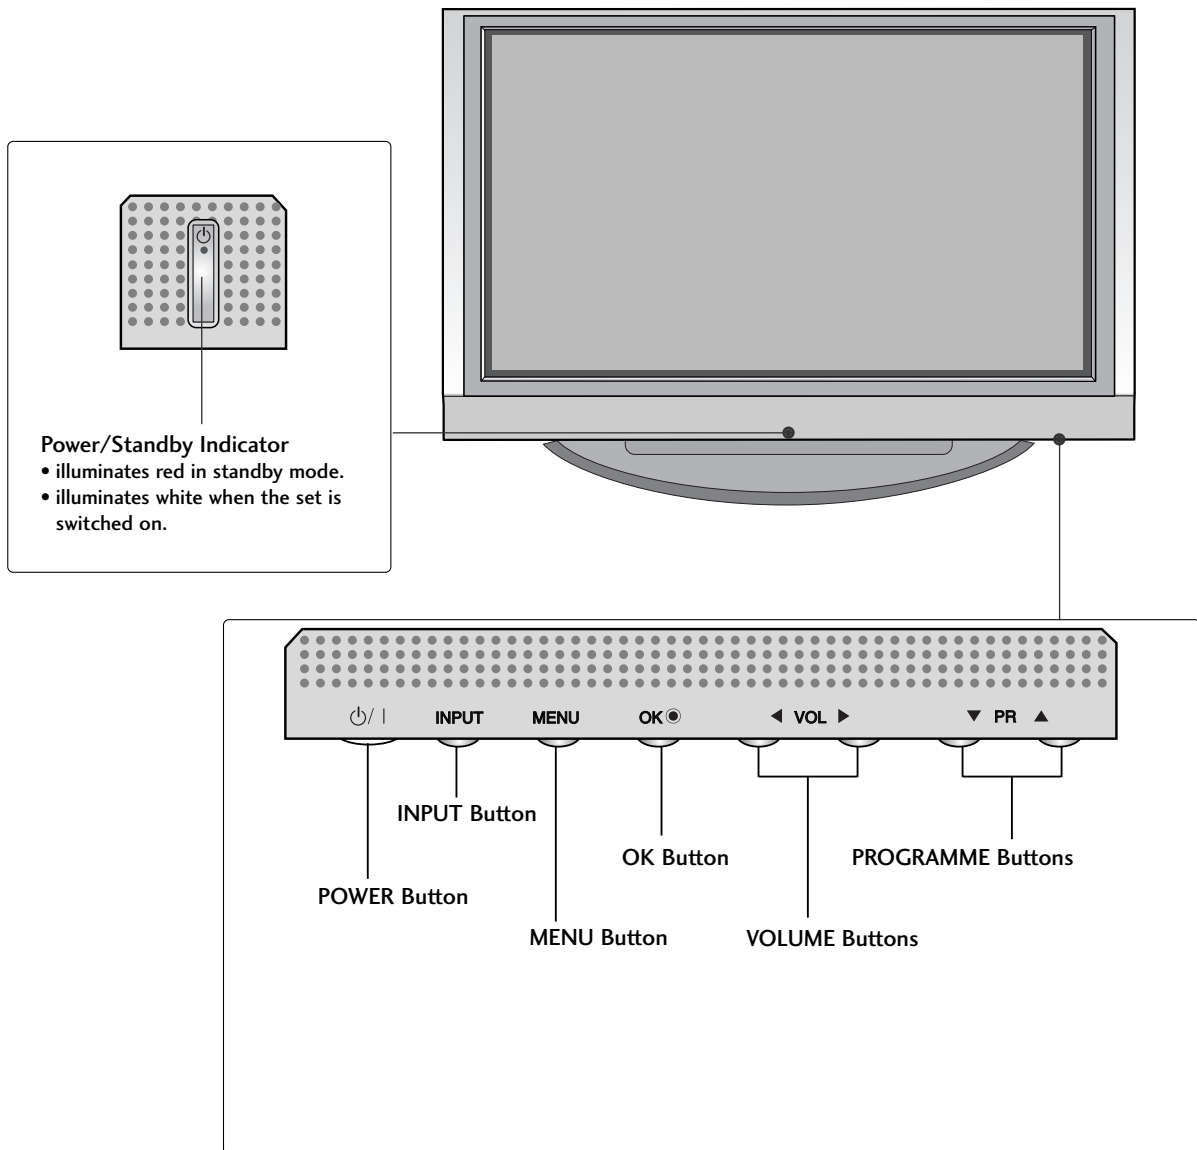 Power/Standby Indicator
• illuminates red in standby mode.
• illuminates white when the set is
switched on.
⏻/ I INPUT MENU OK◉ ◀ VOL ▶ ▼ PR ▲
INPUT Button
OK Button
PROGRAMME Buttons
POWER Button
MENU Button
VOLUME Buttons